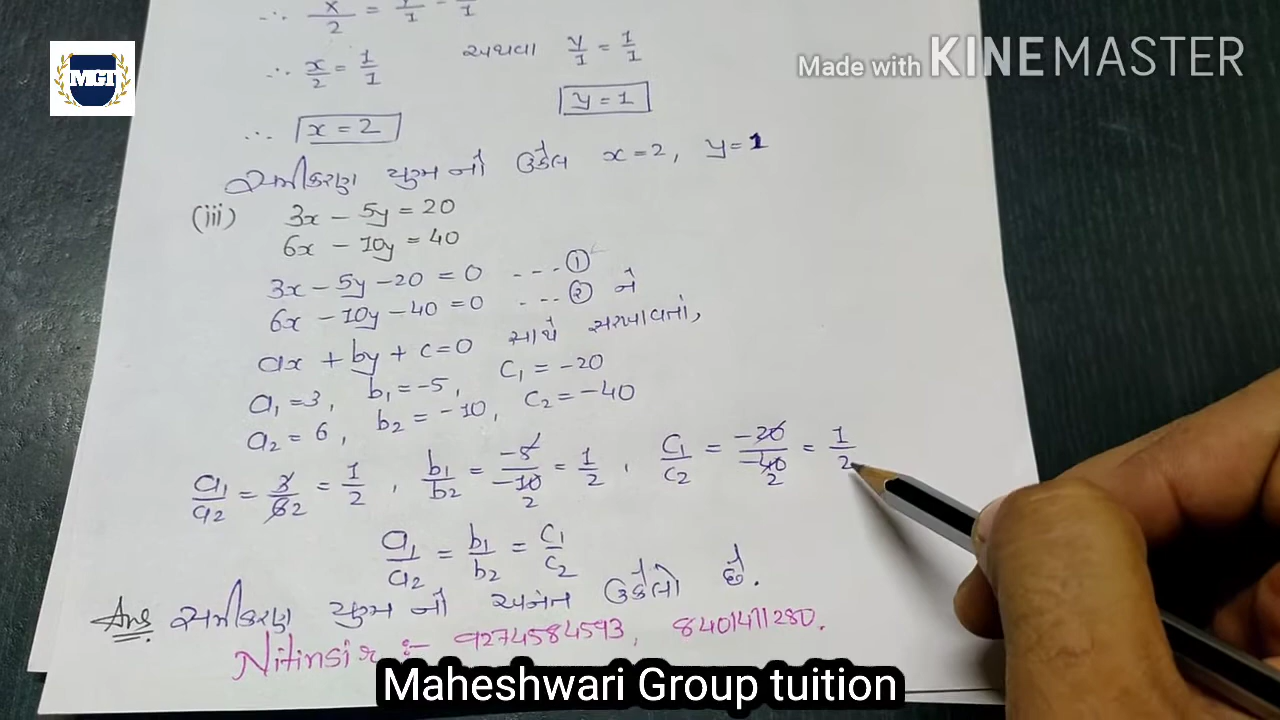 ∴ x/2 = 1/1
MGT
Made with KINEMASTER
∴ x/2 = 1/1 અથવા y/1 = 1/1
∴ x = 2 y = 1
સમીકરણ યુગ્મ નો ઉકેલ x = 2, y = 1
(iii) 3x − 5y = 20
6x − 10y = 40
3x − 5y − 20 = 0 ---①
6x − 10y − 40 = 0 ---② ને
ax + by + c = 0 સાથે સરખાવતાં,
a₁ = 3, b₁ = −5, c₁ = −20
a₂ = 6, b₂ = −10, c₂ = −40
a₁/a₂ = 3/6 2 = 1/2, b₁/b₂ = −5/−10 2 = 1/2, c₁/c₂ = −20/−40 2 = 1/2
a₁/a₂ = b₁/b₂ = c₁/c₂
Ans. સમીકરણ યુગ્મ નો અનંત ઉકેલો છે.
Nitinsir :- 9274584593, 8401411280.
Maheshwari Group tuition